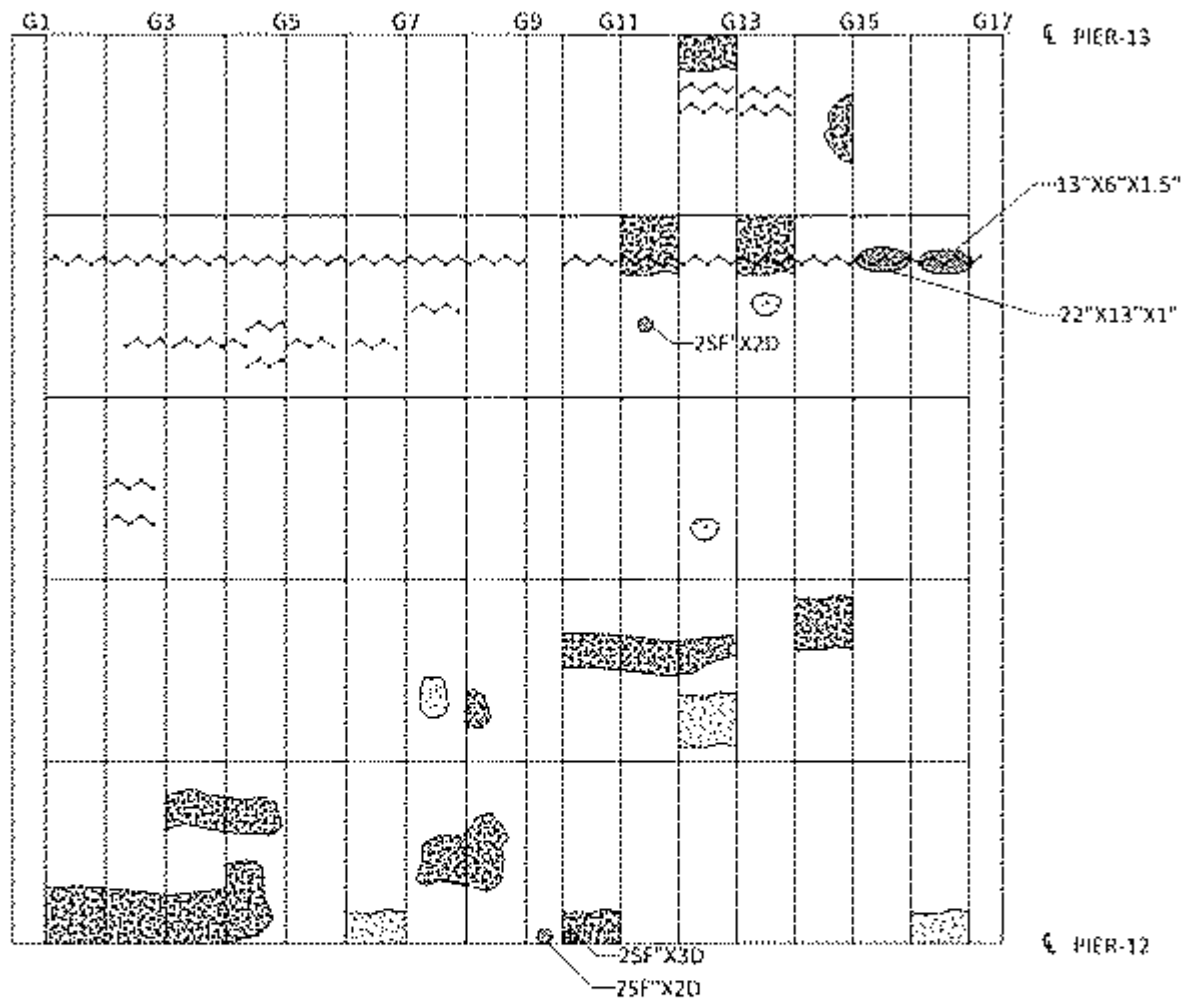 G1 G3 G5 G7 G9 G11 G13 G15 G17
℄ PIER-13
13"X6"X1.5"
22"X13"X1"
2SF"X2D
℄ PIER-12
2SF"X3D
2SF"X2D